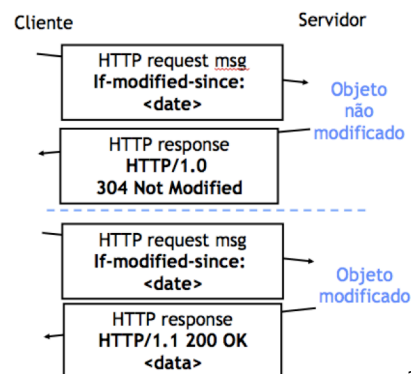 Cliente
Servidor
HTTP request msg
If-modified-since:
<date>
Objeto
não
modificado
HTTP response
HTTP/1.0
304 Not Modified
HTTP request msg
If-modified-since:
<date>
Objeto
modificado
HTTP response
HTTP/1.1 200 OK
<data>